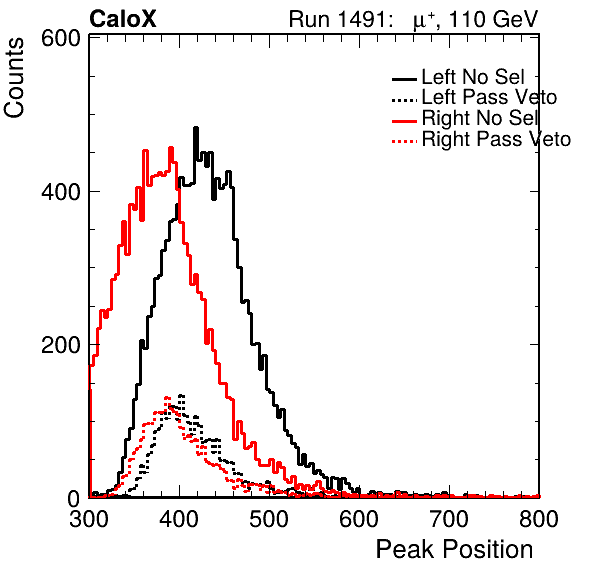 CaloX Run 1491: μ⁺, 110 GeV
Counts
600
400
200
0
Left No Sel
Left Pass Veto
Right No Sel
Right Pass Veto
300 400 500 600 700 800
Peak Position